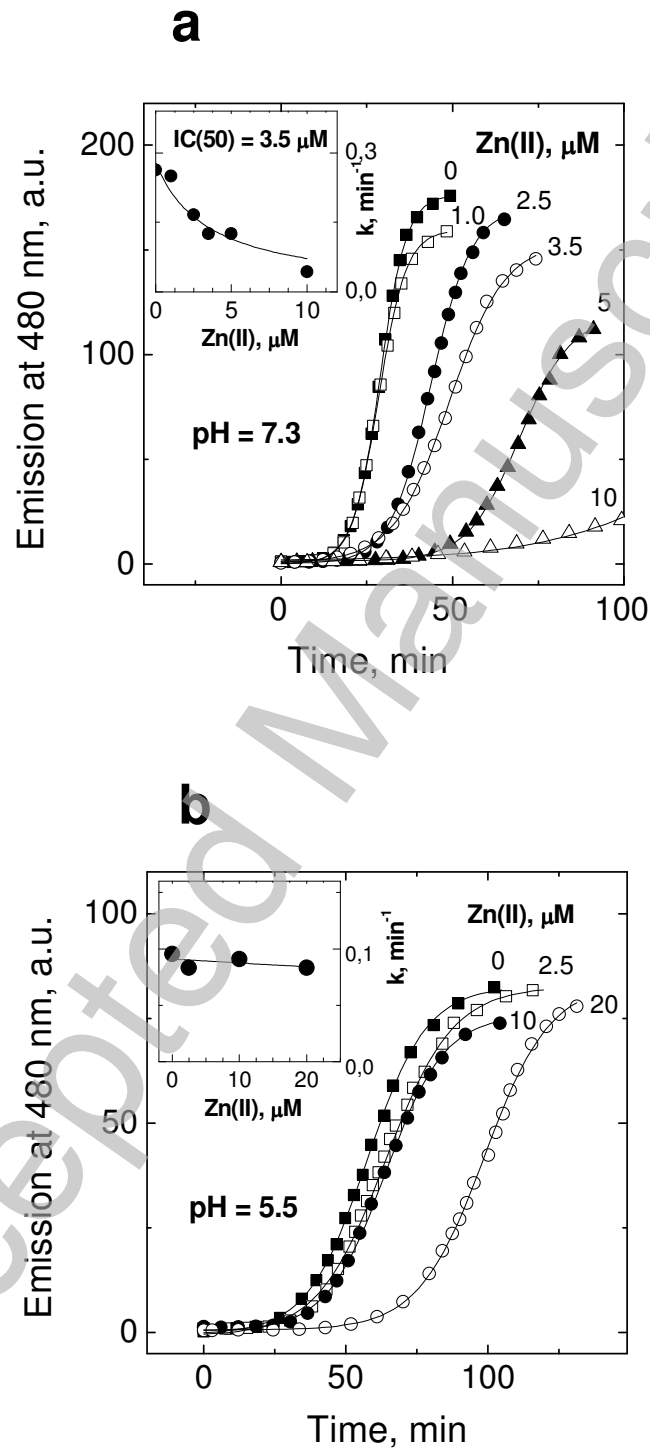 a
Emission at 480 nm, a.u.
200
100
0
IC(50) = 3.5 µM
0,3
0,0
k, min⁻¹
0
5
10
Zn(II), µM
Zn(II), µM
0
1.0
2.5
3.5
5
10
pH = 7.3
0
50
100
Time, min
b
Emission at 480 nm, a.u.
100
50
0
0,1
0,0
k, min⁻¹
0
10
20
Zn(II), µM
Zn(II), µM
0
2.5
10
20
pH = 5.5
0
50
100
Time, min
cepted Manusc